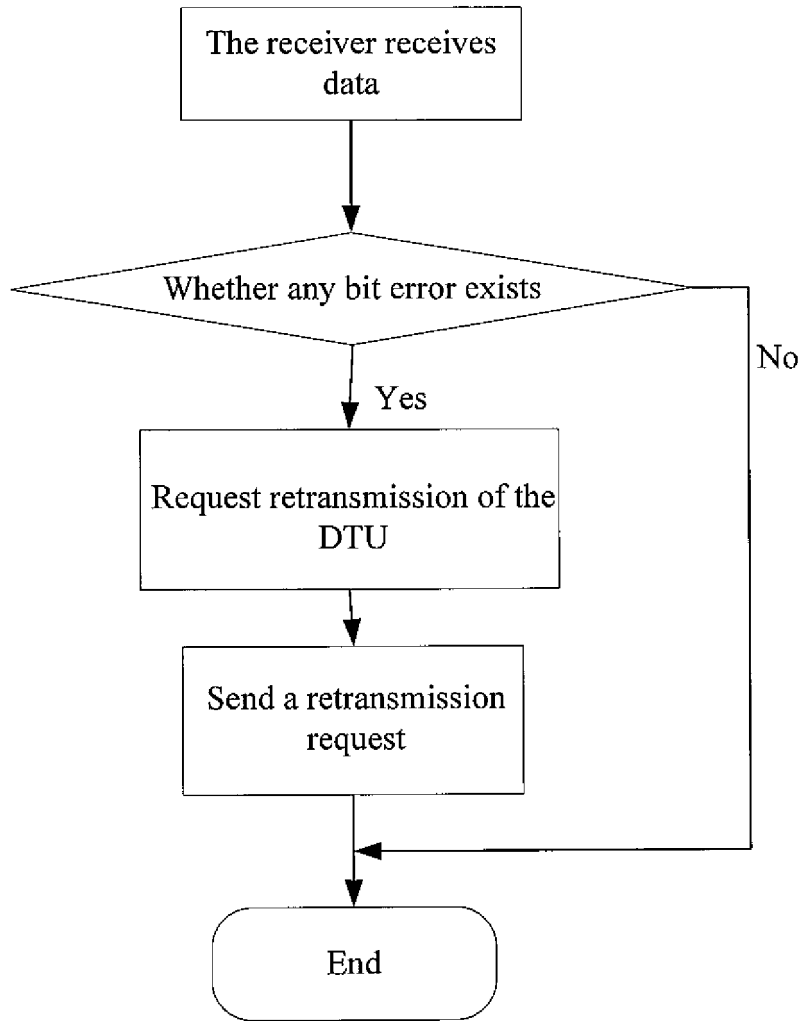 The receiver receives
data
Whether any bit error exists
No
Yes
Request retransmission of the
DTU
Send a retransmission
request
End